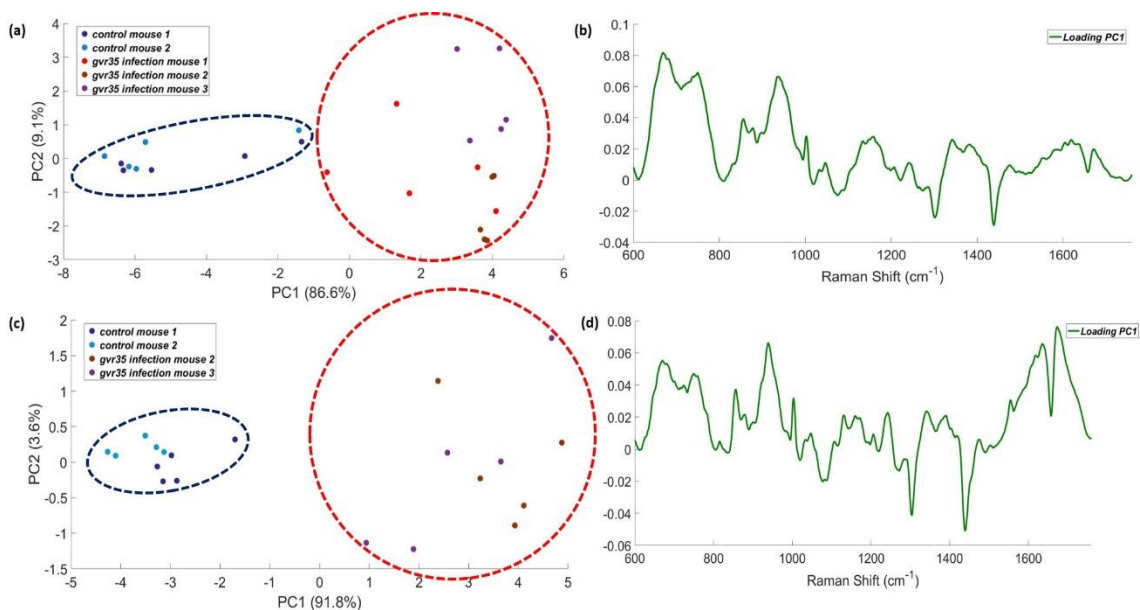 (a)
4
3
2
1
0
-1
-2
-3
PC2 (9.1%)
control mouse 1
control mouse 2
gvr35 infection mouse 1
gvr35 infection mouse 2
gvr35 infection mouse 3
-8 -6 -4 -2 0 2 4 6
PC1 (86.6%)
(b)
0.1
0.08
0.06
0.04
0.02
0
-0.02
-0.04
Loading PC1
600 800 1000 1200 1400 1600
Raman Shift (cm-1)
(c)
2
1.5
1
0.5
0
-0.5
-1
-1.5
PC2 (3.6%)
control mouse 1
control mouse 2
gvr35 infection mouse 2
gvr35 infection mouse 3
-5 -4 -3 -2 -1 0 1 2 3 4 5
PC1 (91.8%)
(d)
0.08
0.06
0.04
0.02
0
-0.02
-0.04
-0.06
Loading PC1
600 800 1000 1200 1400 1600
Raman Shift (cm-1)